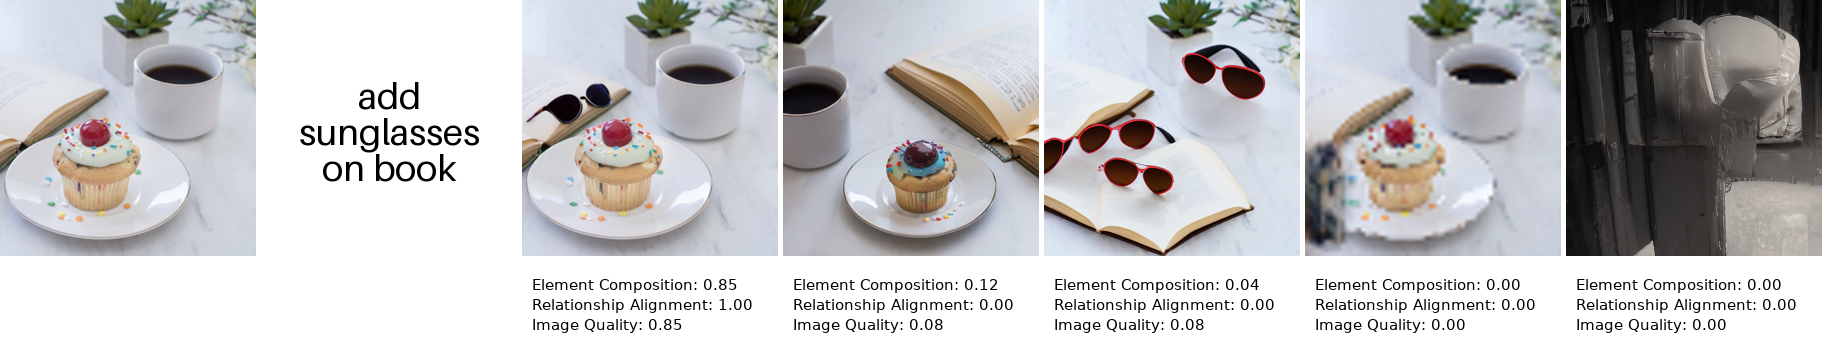 add
sunglasses
on book
Element Composition: 0.85
Relationship Alignment: 1.00
Image Quality: 0.85
Element Composition: 0.12
Relationship Alignment: 0.00
Image Quality: 0.08
Element Composition: 0.04
Relationship Alignment: 0.00
Image Quality: 0.08
Element Composition: 0.00
Relationship Alignment: 0.00
Image Quality: 0.00
Element Composition: 0.00
Relationship Alignment: 0.00
Image Quality: 0.00